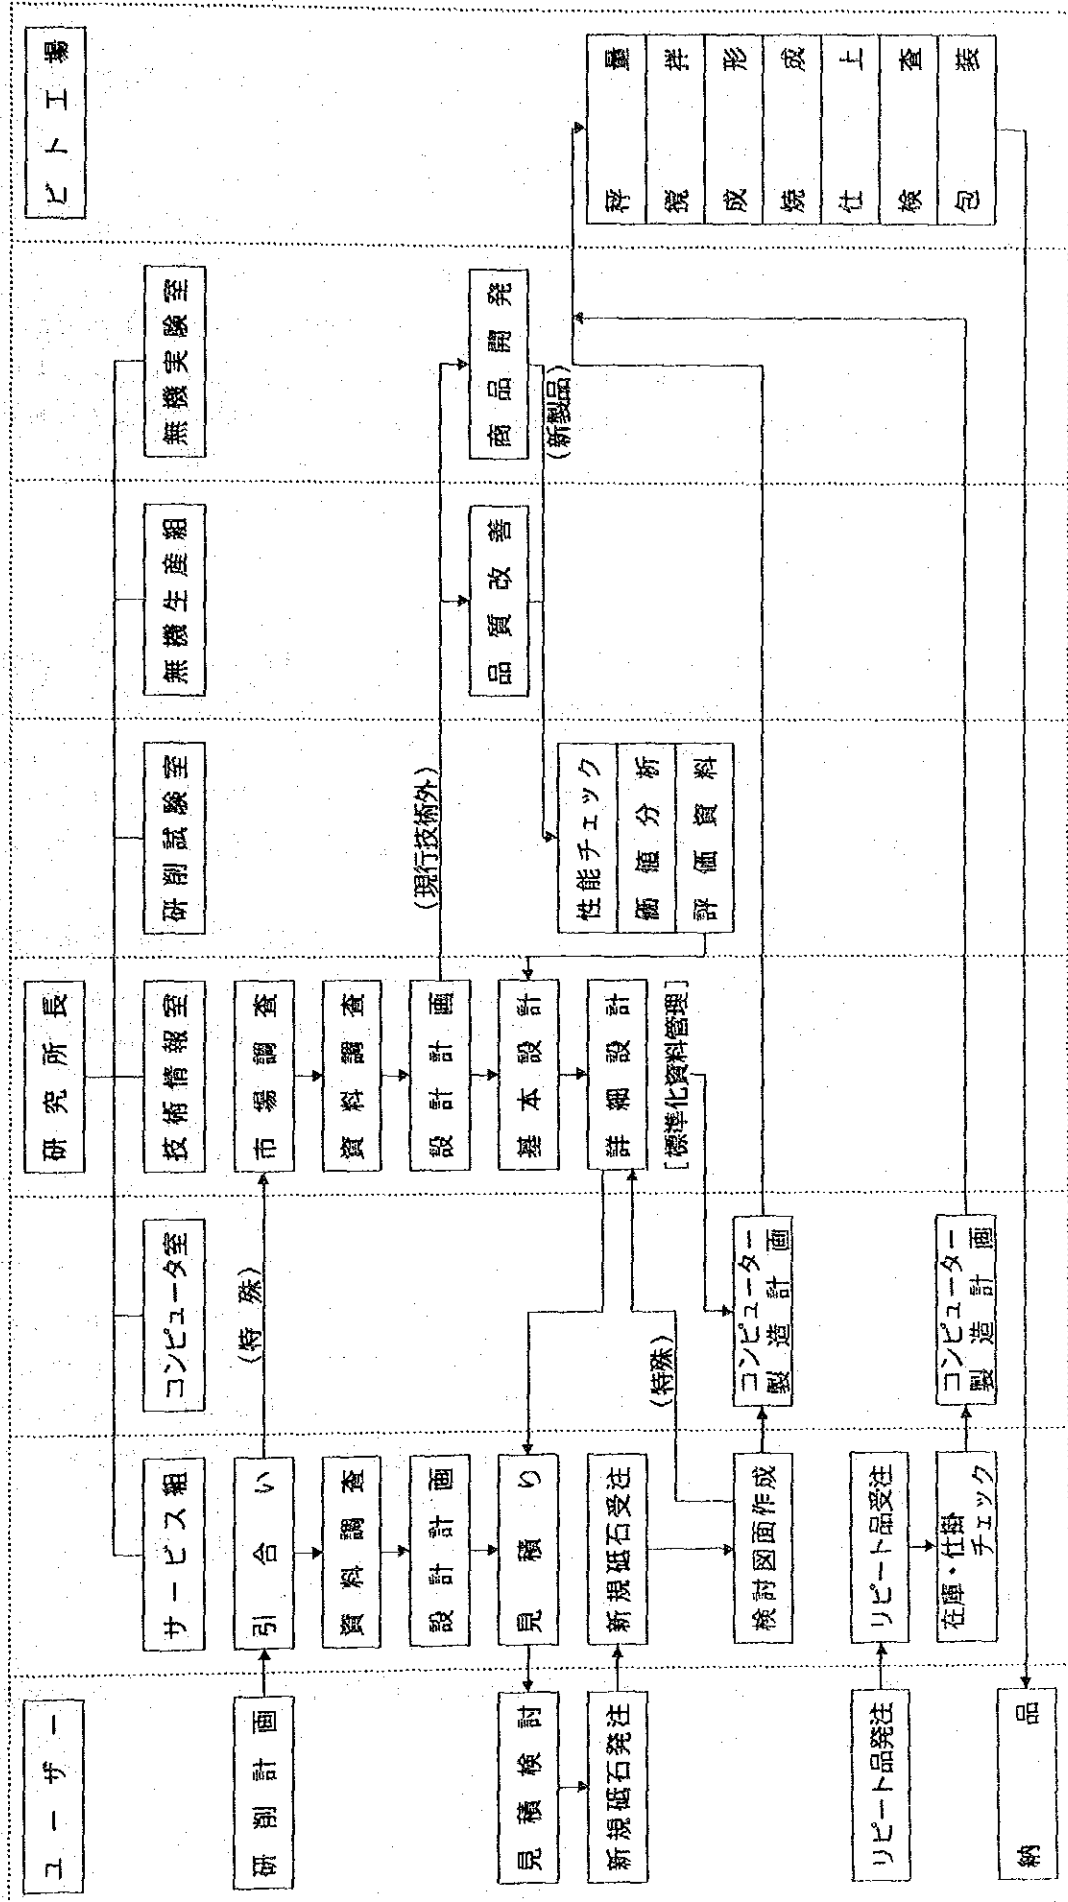 ユーザー
研究所長
ビト工場
サービス組
コンピュータ室
技術情報室
研削試験室
無機生産組
無機実験室
研削計画
引合い
(特殊)
市場調査
資料調査
資料調査
設計計画
設計計画
(現行技術外)
見積検討
見積り
基本設計
品質改善
商品開発
(新製品)
新規砥石発注
新規砥石受注
詳細設計
性能チェック
価値分析
評価資料
秤量
撹拌
成形
焼成
仕上
検査
包装
(特殊)
[標準化資料管理]
検討図面作成
コンピューター
製造計画
リピート品発注
リピート品受注
在庫・仕掛
チェック
コンピューター
製造計画
納品